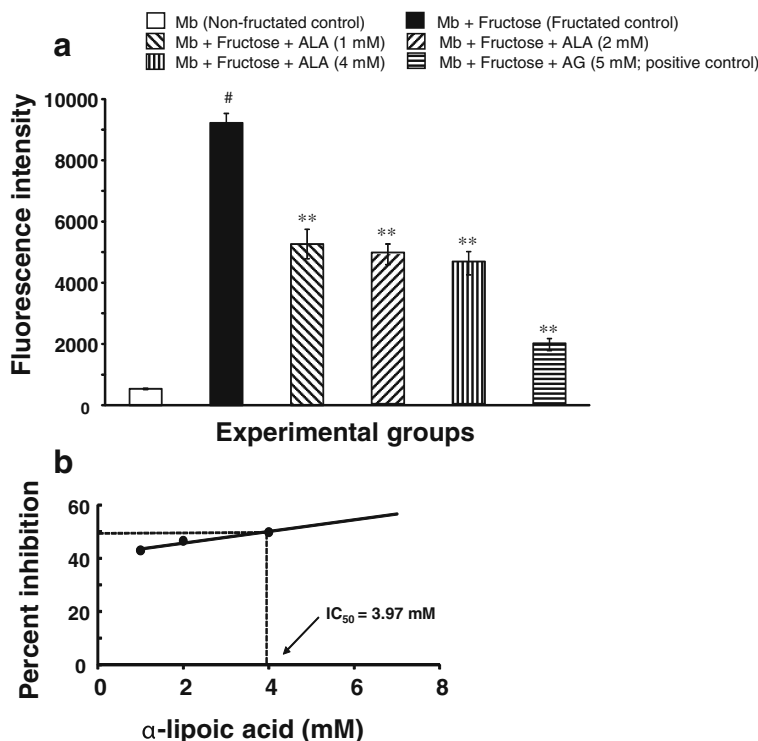 a
Mb (Non-fructated control)
Mb + Fructose (Fructated control)
Mb + Fructose + ALA (1 mM)
Mb + Fructose + ALA (2 mM)
Mb + Fructose + ALA (4 mM)
Mb + Fructose + AG (5 mM; positive control)
Fluorescence intensity
10000
8000
6000
4000
2000
0
#
**
**
**
**
Experimental groups
b
Percent inhibition
60
40
20
0
IC50 = 3.97 mM
0 2 4 6 8
α-lipoic acid (mM)